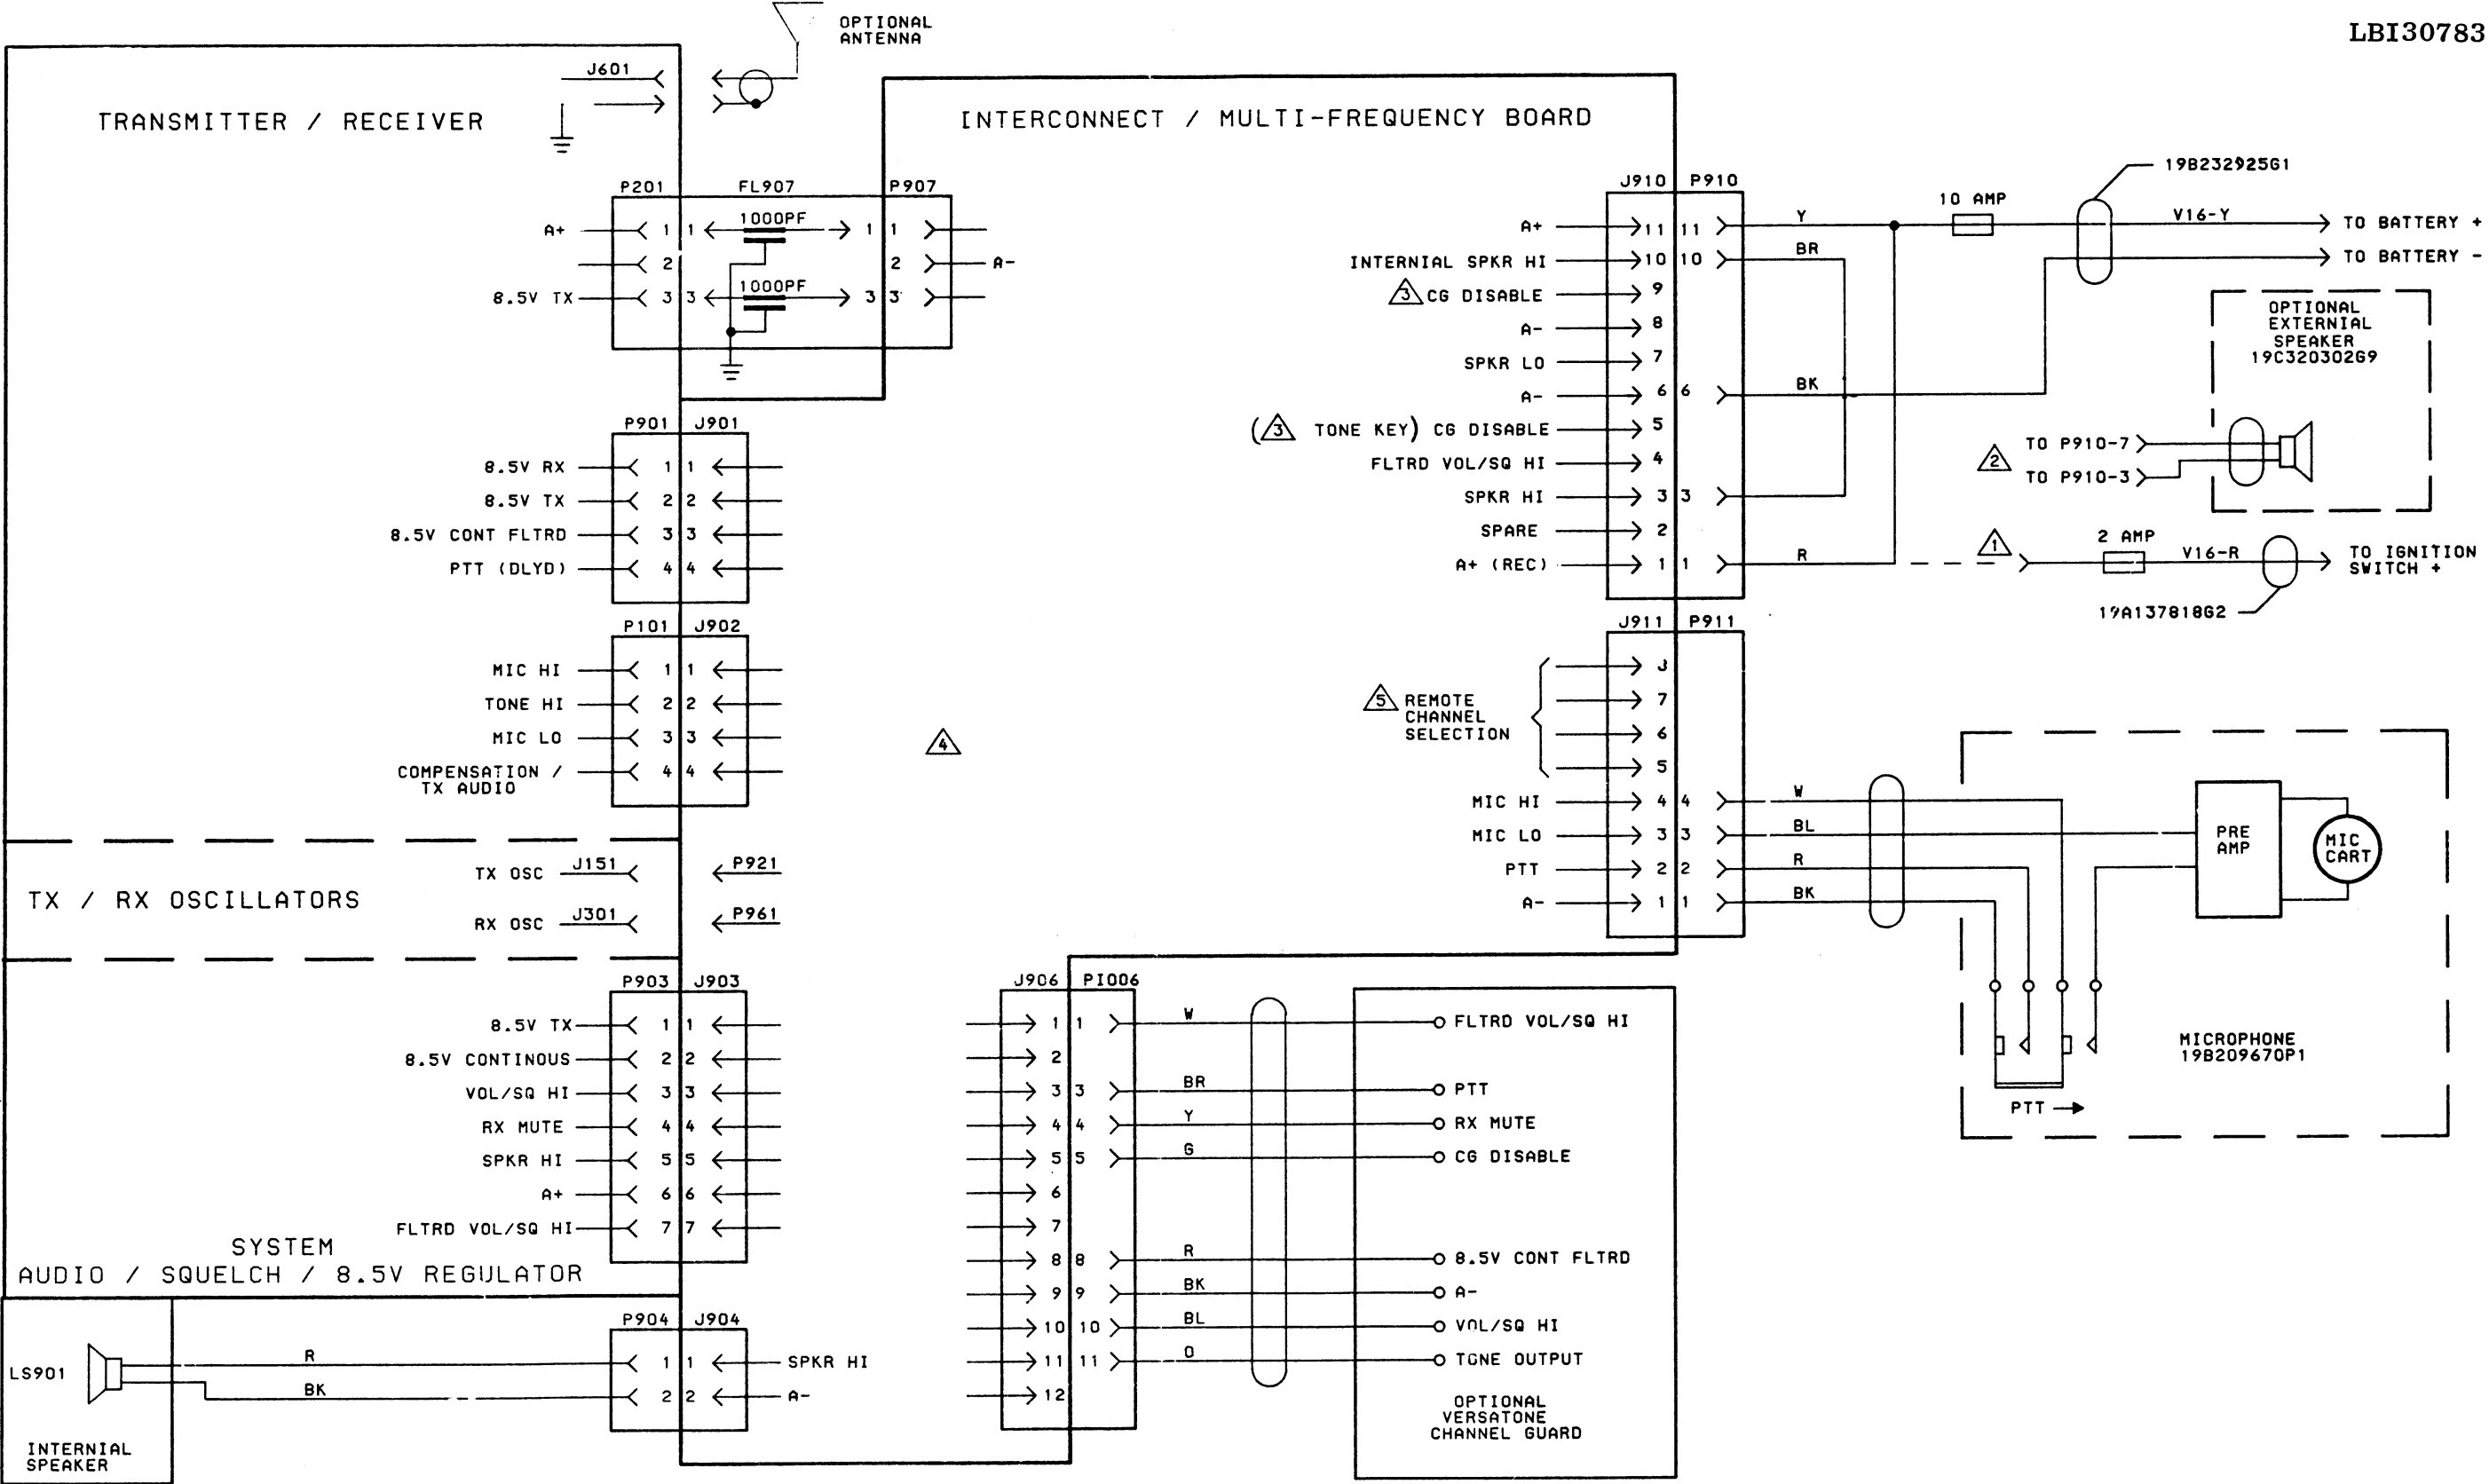 LBI30783
OPTIONAL
ANTENNA
J601
TRANSMITTER / RECEIVER
INTERCONNECT / MULTI-FREQUENCY BOARD
P201 FL907 P907
A+ 1 1 1000PF 1 1
2 2 A-
8.5V TX 3 3 1000PF 3 3
P901 J901
8.5V RX 1 1
8.5V TX 2 2
8.5V CONT FLTRD 3 3
PTT (DLYD) 4 4
P101 J902
MIC HI 1 1
TONE HI 2 2
MIC LO 3 3
COMPENSATION / 4 4
TX AUDIO
4
TX OSC J151 P921
TX / RX OSCILLATORS
RX OSC J301 P961
P903 J903
8.5V TX 1 1
8.5V CONTINOUS 2 2
VOL/SQ HI 3 3
RX MUTE 4 4
SPKR HI 5 5
A+ 6 6
FLTRD VOL/SQ HI 7 7
SYSTEM
AUDIO / SQUELCH / 8.5V REGULATOR
P904 J904
LS901 R 1 1 SPKR HI
BK 2 2 A-
INTERNIAL
SPEAKER
J910 P910
A+ 11 11 Y 10 AMP V16-Y TO BATTERY +
19B232925G1
INTERNIAL SPKR HI 10 10 BR TO BATTERY -
3 CG DISABLE 9
A- 8
SPKR LO 7
A- 6 6 BK
(3 TONE KEY) CG DISABLE 5
FLTRD VOL/SQ HI 4
SPKR HI 3 3
SPARE 2
A+ (REC) 1 1 R
OPTIONAL
EXTERNIAL
SPEAKER
19C320302G9
2 TO P910-7
TO P910-3
1 2 AMP V16-R TO IGNITION
SWITCH +
19A137818G2
J911 P911
5 REMOTE
CHANNEL
SELECTION
7
6
5
MIC HI 4 4 W
MIC LO 3 3 BL
PTT 2 2 R
A- 1 1 BK
PRE
AMP
MIC
CART
MICROPHONE
19B209670P1
PTT
J906 PI006
1 1 W FLTRD VOL/SQ HI
2
3 3 BR PTT
4 4 Y RX MUTE
5 5 G CG DISABLE
6
7
8 8 R 8.5V CONT FLTRD
9 9 BK A-
10 10 BL VOL/SQ HI
11 11 O TONE OUTPUT
12
OPTIONAL
VERSATONE
CHANNEL GUARD